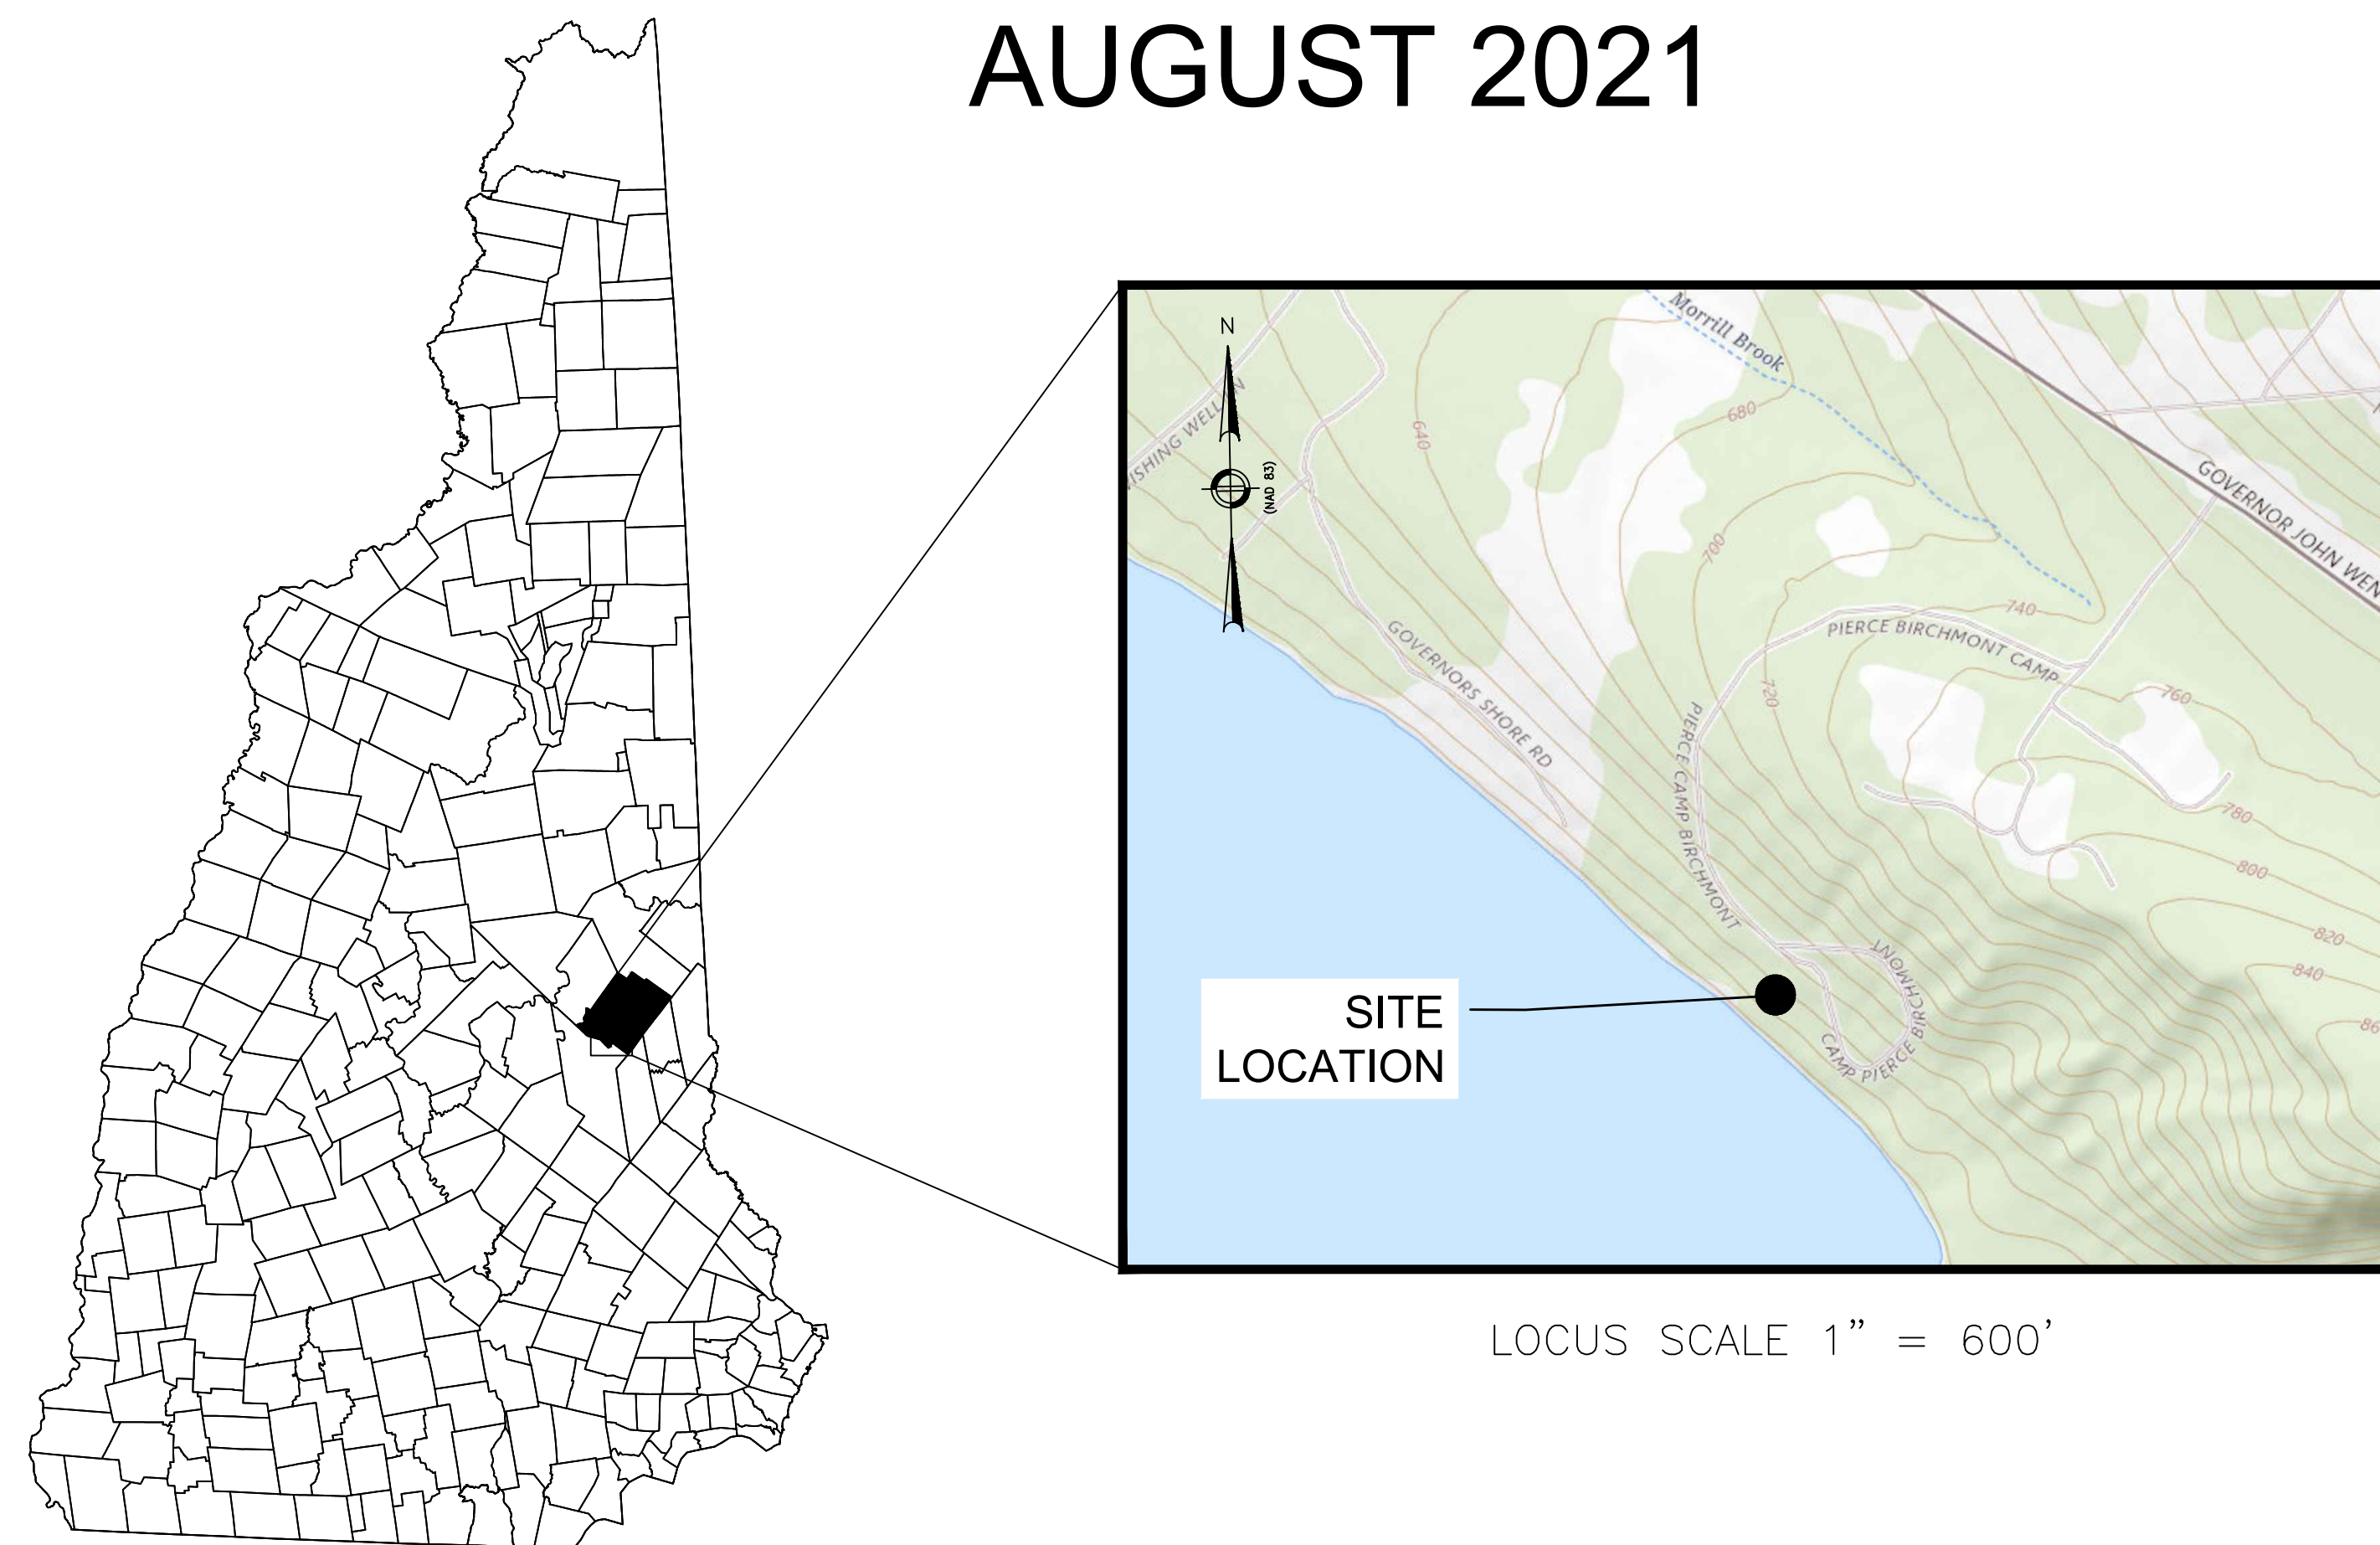 AUGUST 2021
Morrill Brook
N
680
640
(NAD 83)
GOVERNOR JOHN
700
740
PIERCE BIRCHMONT CAMP
GOVERNORS SHORE RD
720
760
PIERCE CAMP BIRCHMONT
780
800
820
840
SITE
LOCATION
CAMP PIERCE BIRCHMONT
LOCUS SCALE 1” = 600’